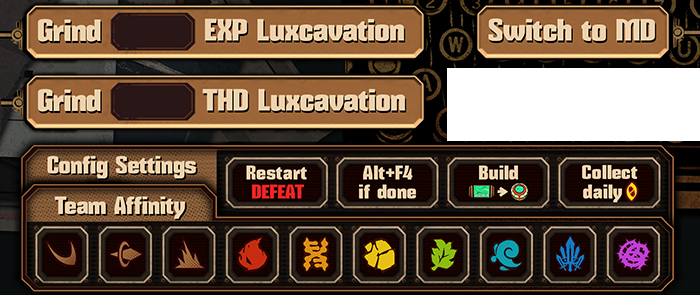 Grind EXP Luxcavation
Switch to MD
Grind THD Luxcavation
Config Settings
Restart
DEFEAT
Alt+F4
if done
Build
Collect
daily
Team Affinity
W
A